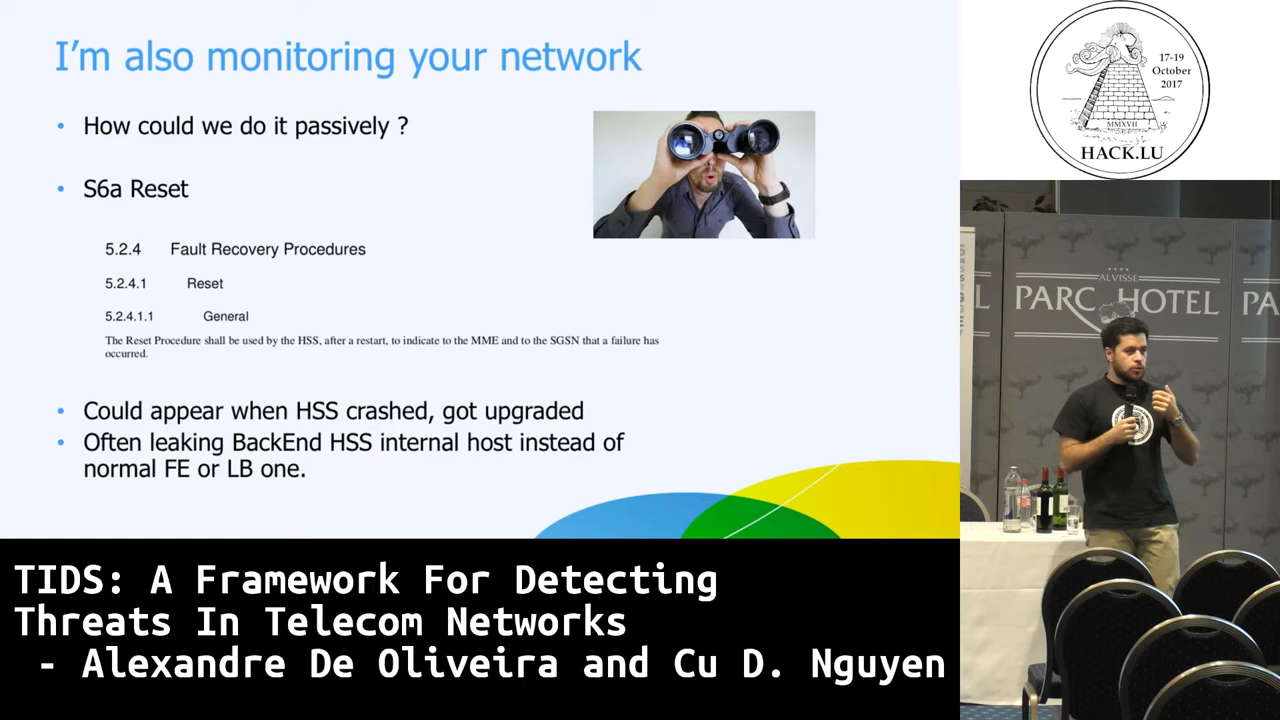 I'm also monitoring your network
• How could we do it passively ?
• S6a Reset
5.2.4 Fault Recovery Procedures
5.2.4.1 Reset
5.2.4.1.1 General
The Reset Procedure shall be used by the HSS, after a restart, to indicate to the MME and to the SGSN that a failure has
occurred.
• Could appear when HSS crashed, got upgraded
• Often leaking BackEnd HSS internal host instead of
normal FE or LB one.
17-19
October
2017
MMXVII
HACK.LU
ALVISSE
PARC HOTEL
PA
TIDS: A Framework For Detecting
Threats In Telecom Networks
- Alexandre De Oliveira and Cu D. Nguyen